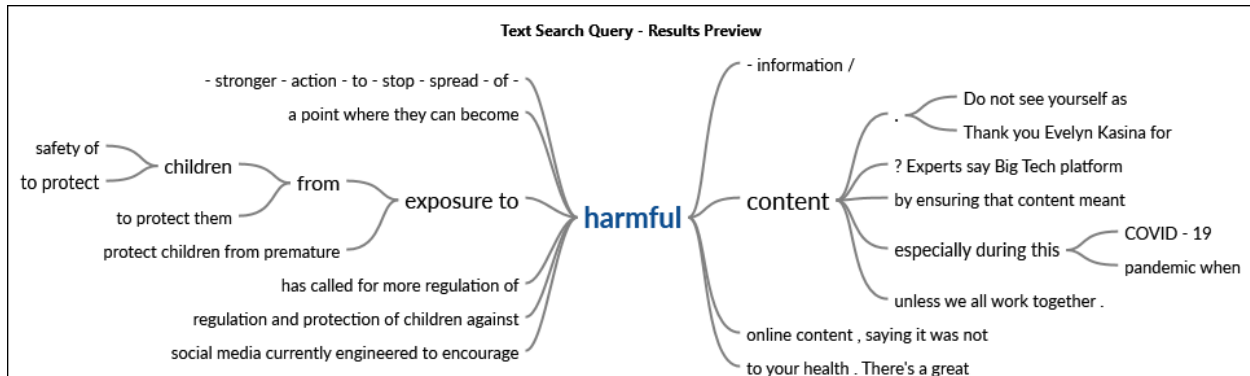 Text Search Query - Results Preview
- stronger - action - to - stop - spread - of -
a point where they can become
safety of
to protect
children
to protect them
from
protect children from premature
exposure to
has called for more regulation of
regulation and protection of children against
social media currently engineered to encourage
harmful
- information /
content
.
Do not see yourself as
Thank you Evelyn Kasina for
? Experts say Big Tech platform
by ensuring that content meant
especially during this
COVID - 19
pandemic when
unless we all work together .
online content , saying it was not
to your health . There's a great